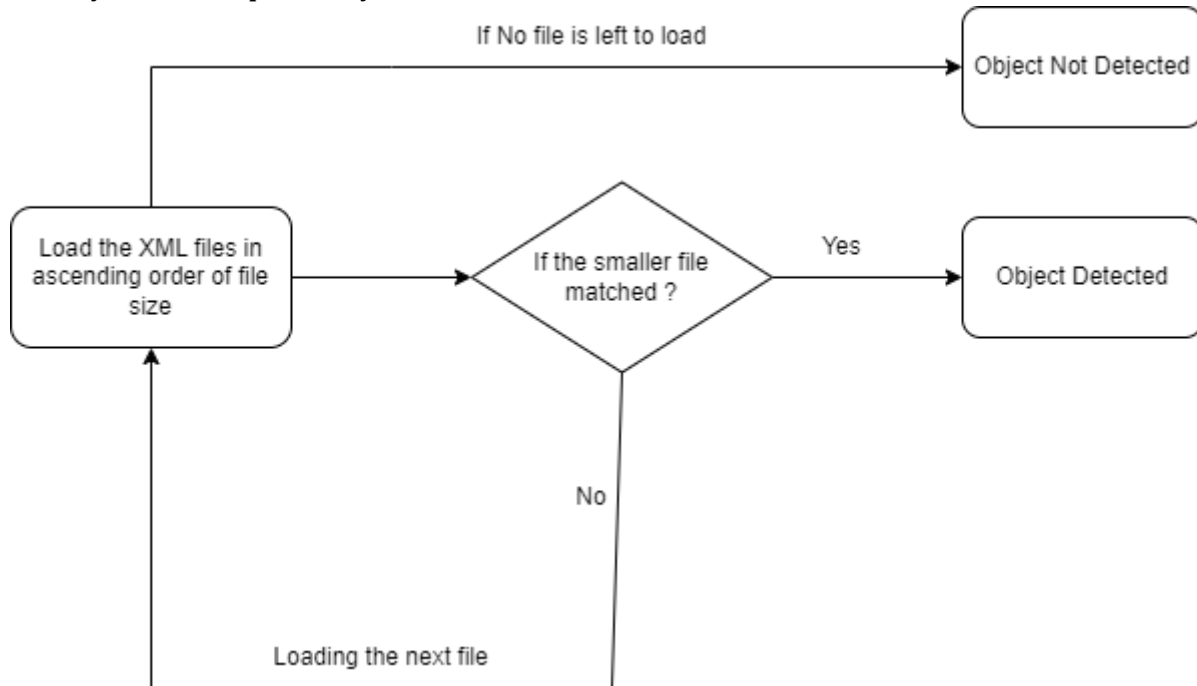 If No file is left to load
Object Not Detected
Load the XML files in
ascending order of file
size
If the smaller file
matched ?
Yes
Object Detected
No
Loading the next file